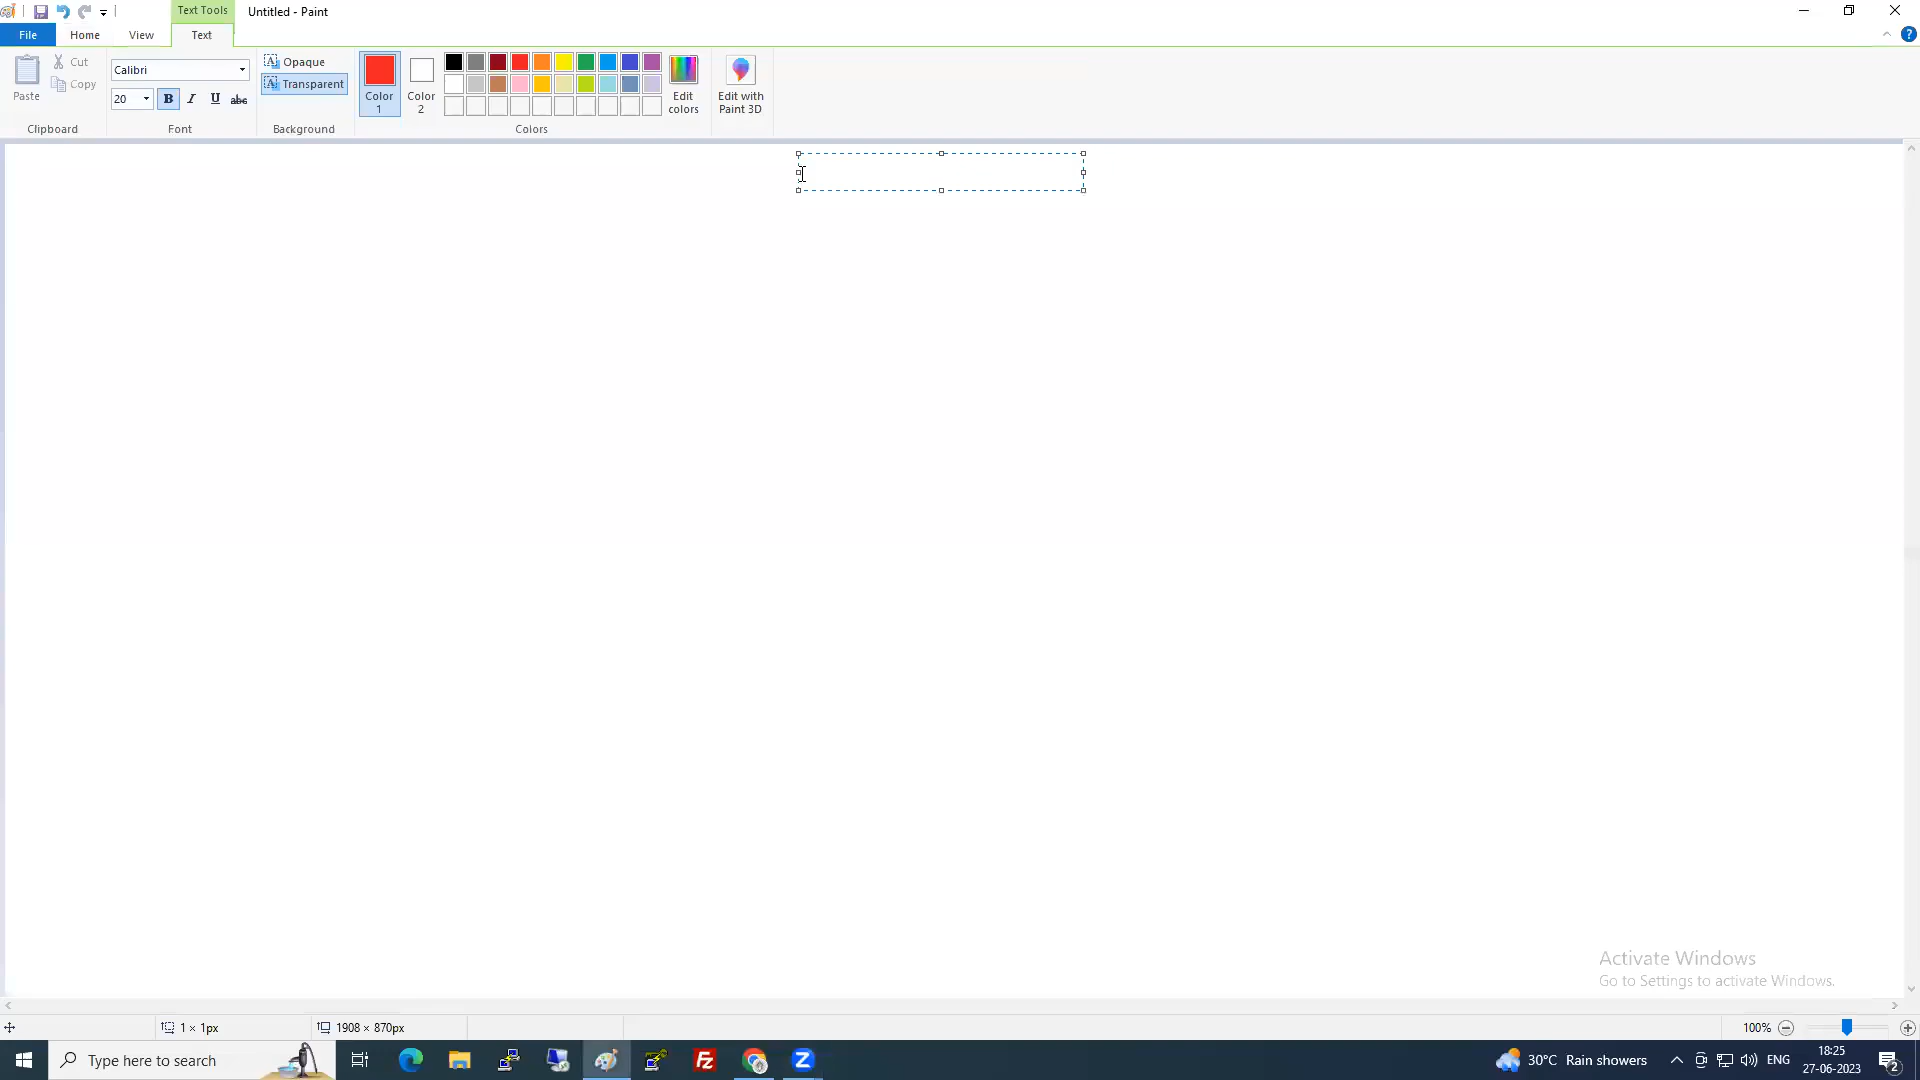 Text Tools
Untitled - Paint
File
Home
View
Text
Paste
Cut
Copy
Clipboard
Calibri
20
B
I
U
abc
Font
Opaque
Transparent
Background
Color
1
Color
2
Edit
colors
Colors
Edit with
Paint 3D
Activate Windows
Go to Settings to activate Windows.
1 × 1px
1908 × 870px
100%
Type here to search
30°C Rain showers
ENG
18:25
27-06-2023
2